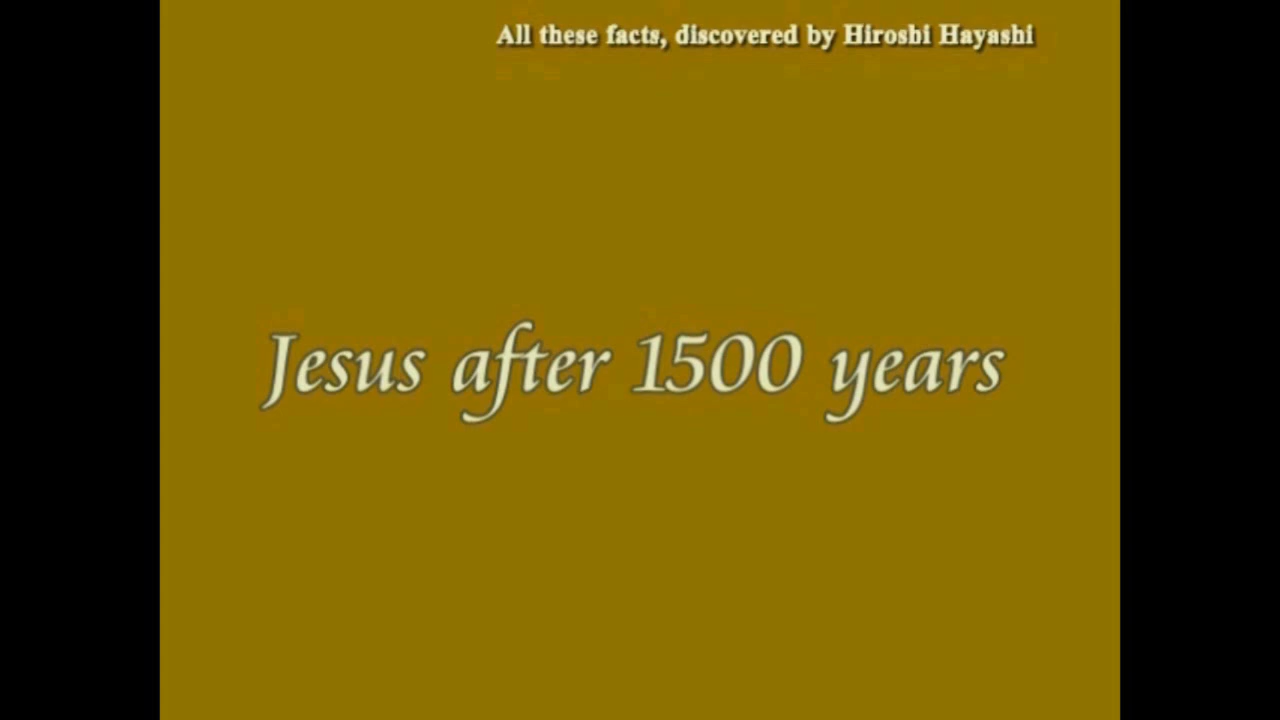 All these facts, discovered by Hiroshi Hayashi
Jesus after 1500 years